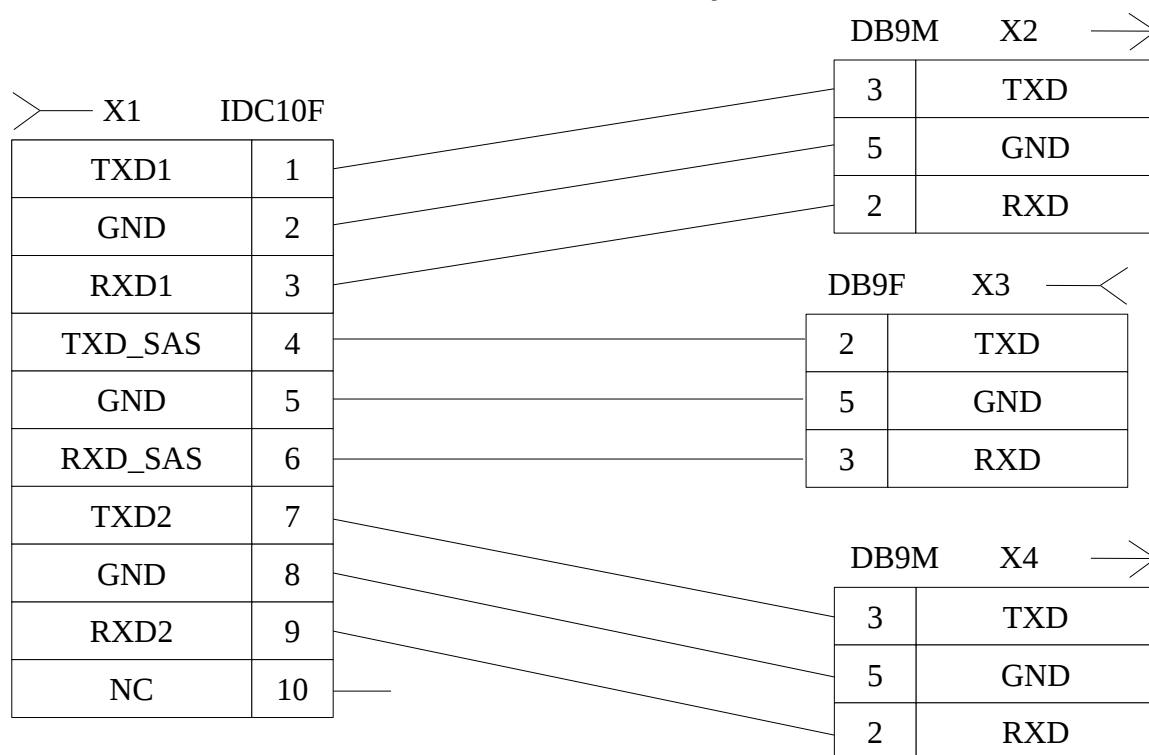 X1 IDC10F
TXD1 1
GND 2
RXD1 3
TXD_SAS 4
GND 5
RXD_SAS 6
TXD2 7
GND 8
RXD2 9
NC 10
DB9M X2
3 TXD
5 GND
2 RXD
DB9F X3
2 TXD
5 GND
3 RXD
DB9M X4
3 TXD
5 GND
2 RXD